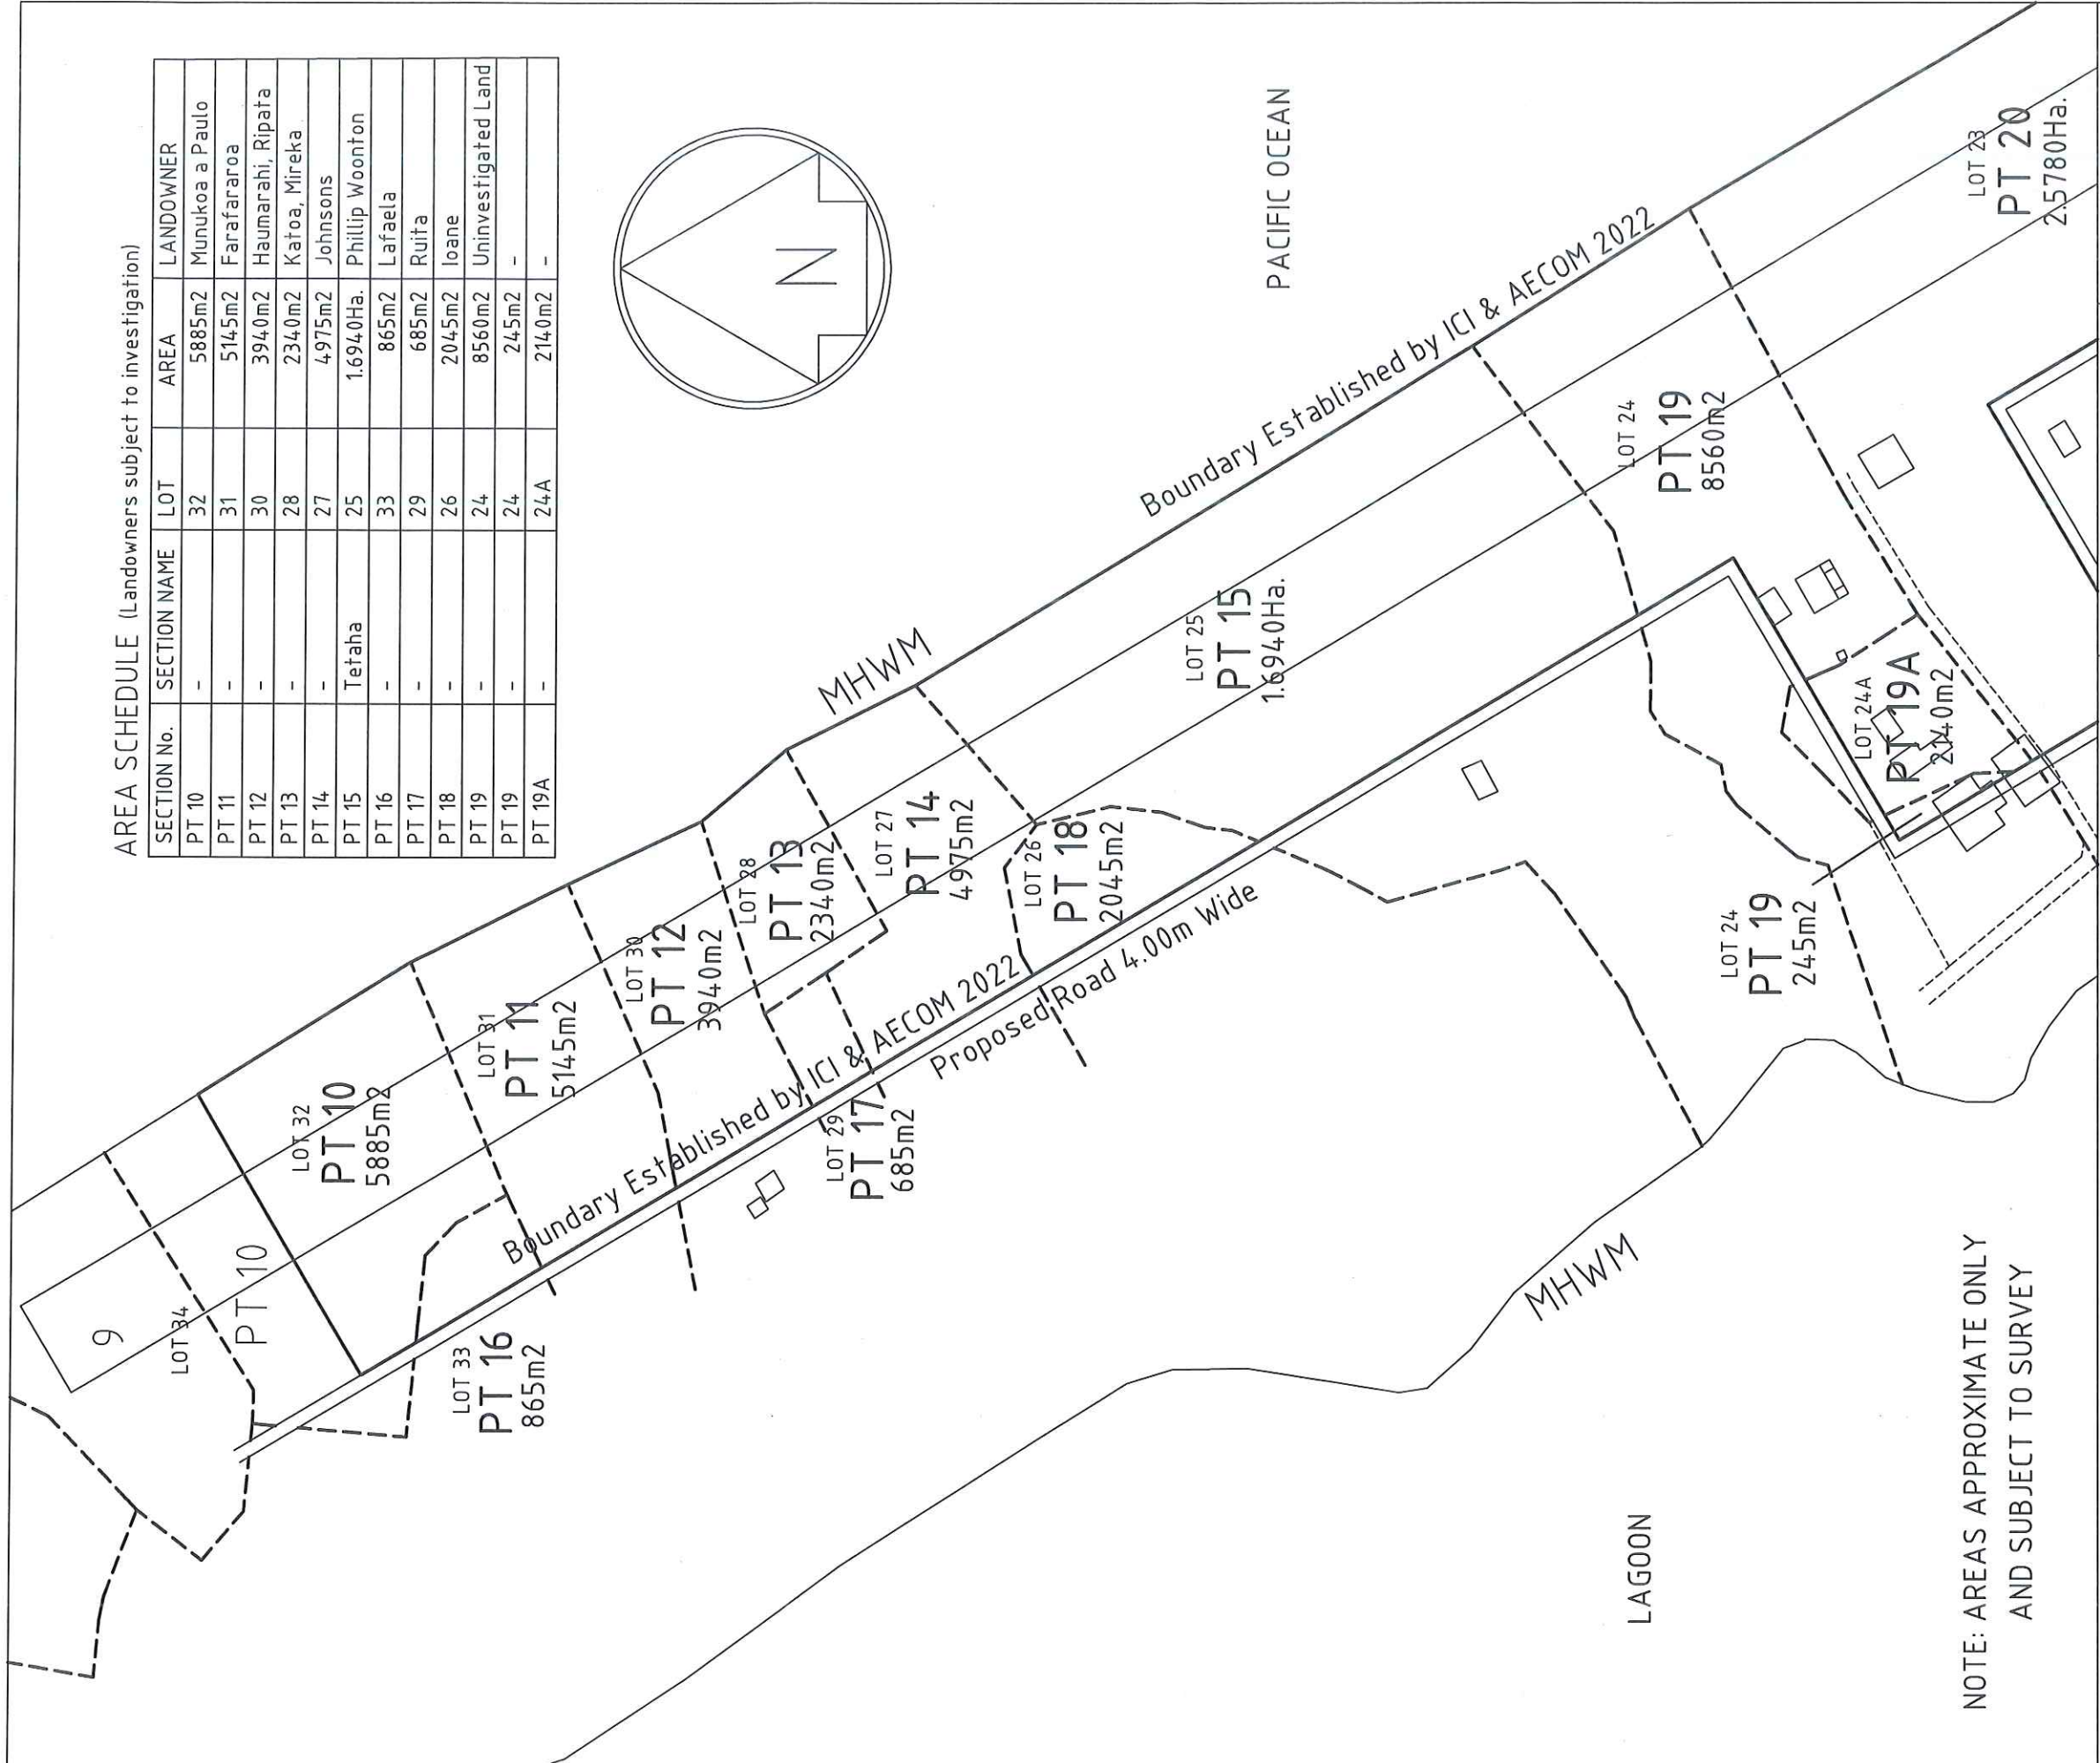 AREA SCHEDULE (Landowners subject to investigation)
SECTION No. SECTION NAME LOT AREA LANDOWNER
PT 10 - 32 5885m2 Munukoa a Paulo
PT 11 - 31 5145m2 Farafararoa
PT 12 - 30 3940m2 Haumarahi, Ripata
PT 13 - 28 2340m2 Katoa, Mireka
PT 14 - 27 4975m2 Johnsons
PT 15 Tetaha 25 1.6940Ha. Phillip Woonton
PT 16 - 33 865m2 Lafaela
PT 17 - 29 685m2 Ruita
PT 18 - 26 2045m2 Ioane
PT 19 - 24 8560m2 Uninvestigated Land
PT 19 - 24 245m2 -
PT 19A - 24A 2140m2 -
N
PACIFIC OCEAN
9
LOT 34
PT 10
LOT 32
PT 10
5885m2
LOT 33
PT 16
865m2
LOT 31
PT 11
5145m2
LOT 30
PT 12
3940m2
LOT 28
PT 13
2340m2
LOT 29
PT 17
685m2
LOT 27
PT 14
4975m2
LOT 26
PT 18
2045m2
MHWM
Boundary Established by ICI & AECOM 2022
Proposed Road 4.00m Wide
LOT 25
PT 15
1.6940Ha.
Boundary Established by ICI & AECOM 2022
LOT 24
PT 19
8560m2
LOT 24A
PT 19A
2140m2
LOT 24
PT 19
245m2
LOT 23
PT 20
2.5780Ha.
MHWM
LAGOON
NOTE: AREAS APPROXIMATE ONLY
AND SUBJECT TO SURVEY